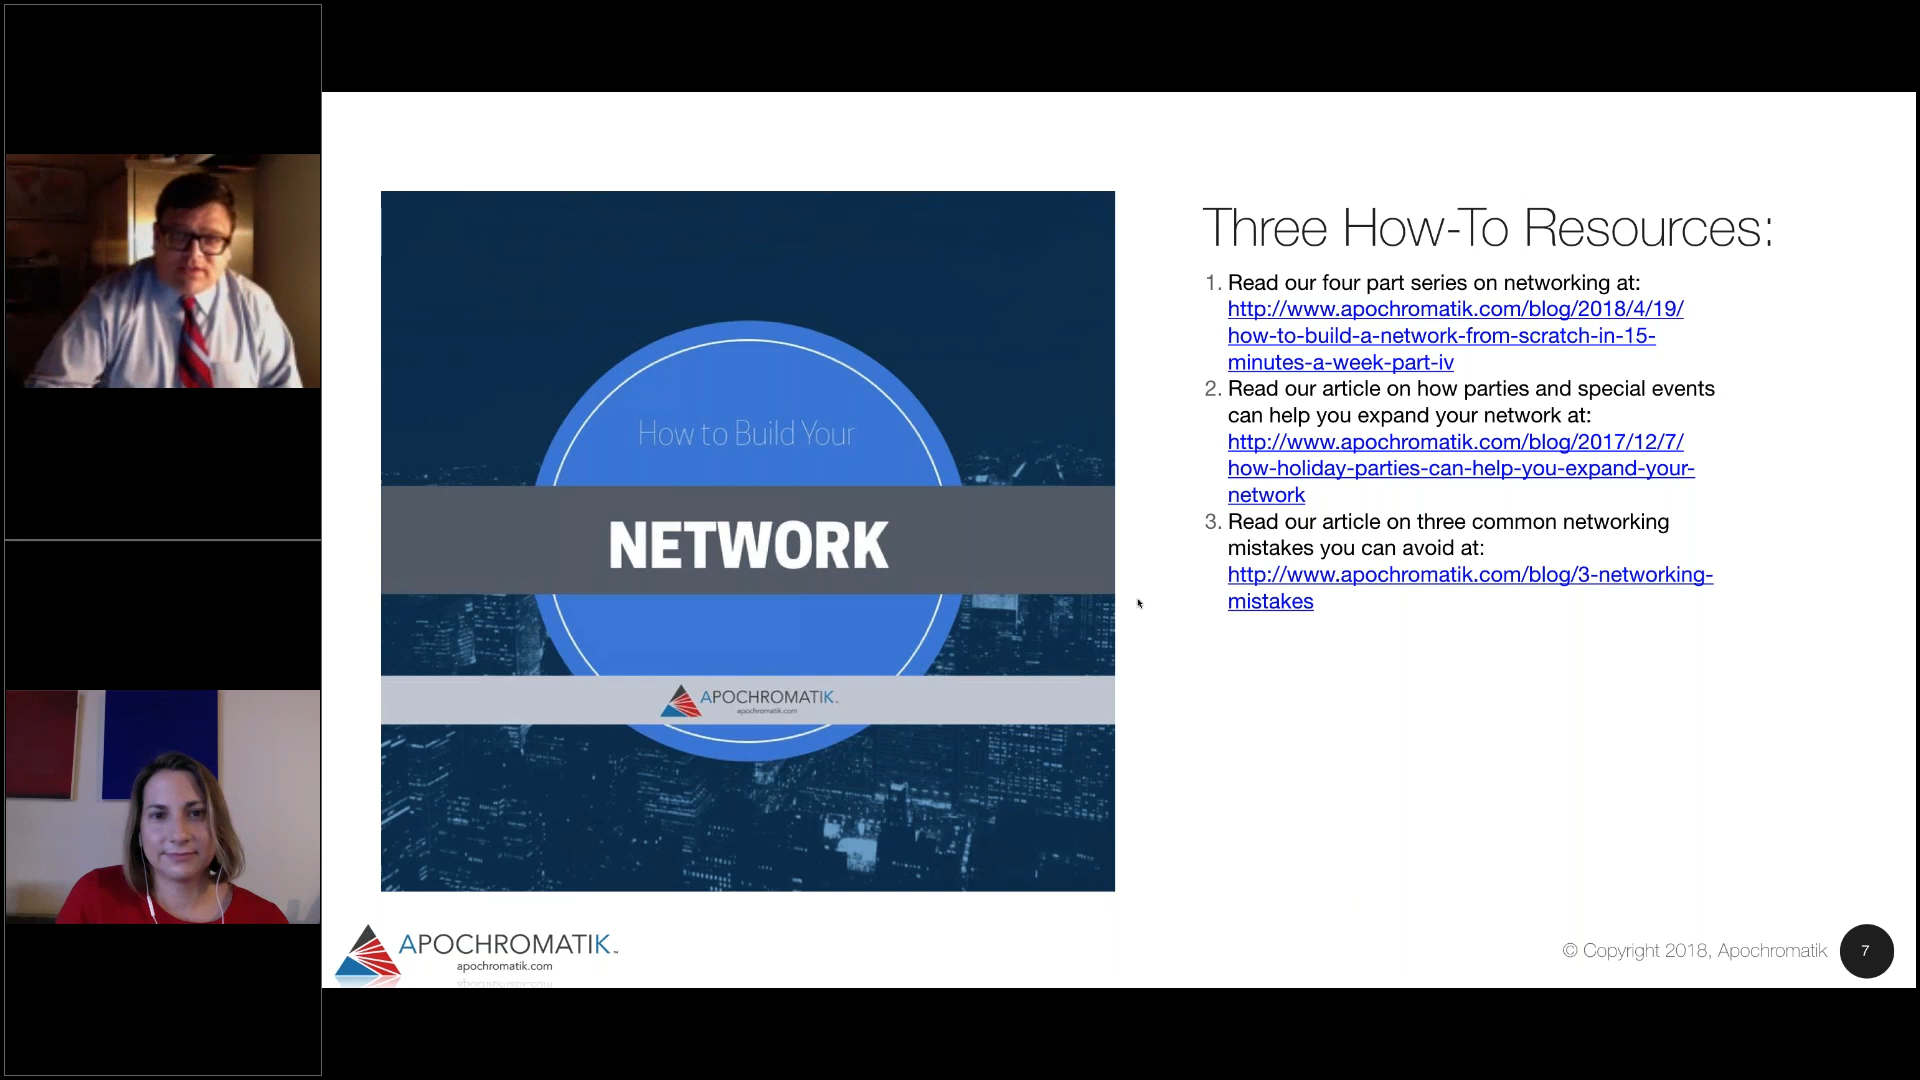 How to Build Your
NETWORK
APOCHROMATIK™
apochromatik.com
Three How-To Resources:
1. Read our four part series on networking at:
http://www.apochromatik.com/blog/2018/4/19/
how-to-build-a-network-from-scratch-in-15-
minutes-a-week-part-iv
2. Read our article on how parties and special events
can help you expand your network at:
http://www.apochromatik.com/blog/2017/12/7/
how-holiday-parties-can-help-you-expand-your-
network
3. Read our article on three common networking
mistakes you can avoid at:
http://www.apochromatik.com/blog/3-networking-
mistakes
APOCHROMATIK™
apochromatik.com
© Copyright 2018, Apochromatik
7